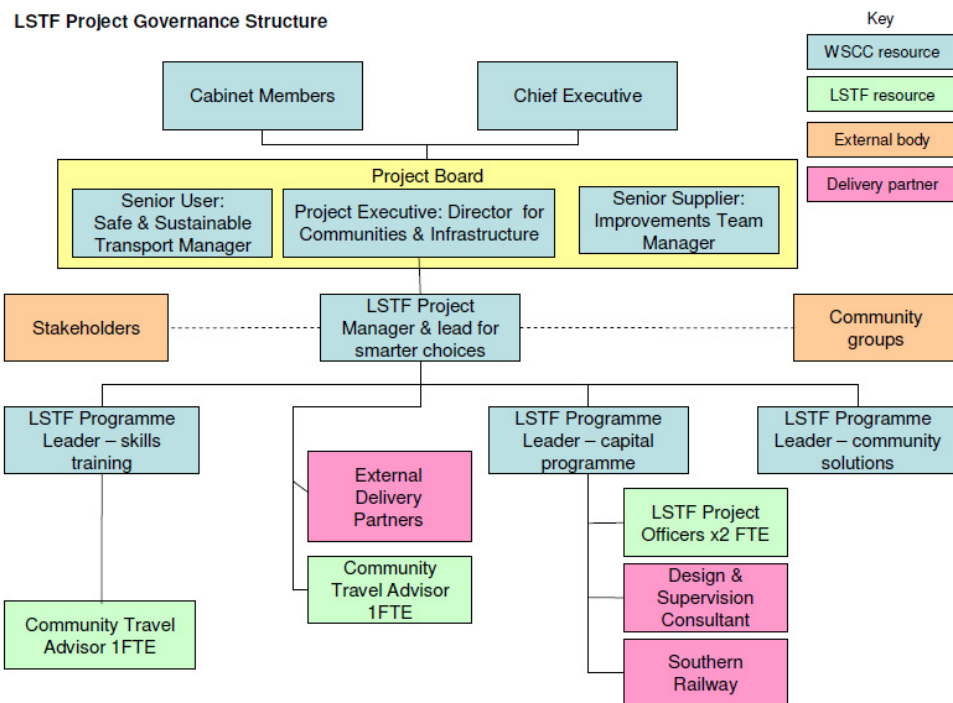 LSTF Project Governance Structure
Key
WSCC resource
LSTF resource
External body
Delivery partner
Cabinet Members
Chief Executive
Project Board
Senior User:
Safe & Sustainable
Transport Manager
Project Executive: Director for
Communities & Infrastructure
Senior Supplier:
Improvements Team
Manager
Stakeholders
LSTF Project
Manager & lead for
smarter choices
Community
groups
LSTF Programme
Leader – skills
training
LSTF Programme
Leader – capital
programme
LSTF Programme
Leader – community
solutions
External
Delivery
Partners
Community
Travel Advisor
1FTE
Community Travel
Advisor 1FTE
LSTF Project
Officers x2 FTE
Design &
Supervision
Consultant
Southern
Railway